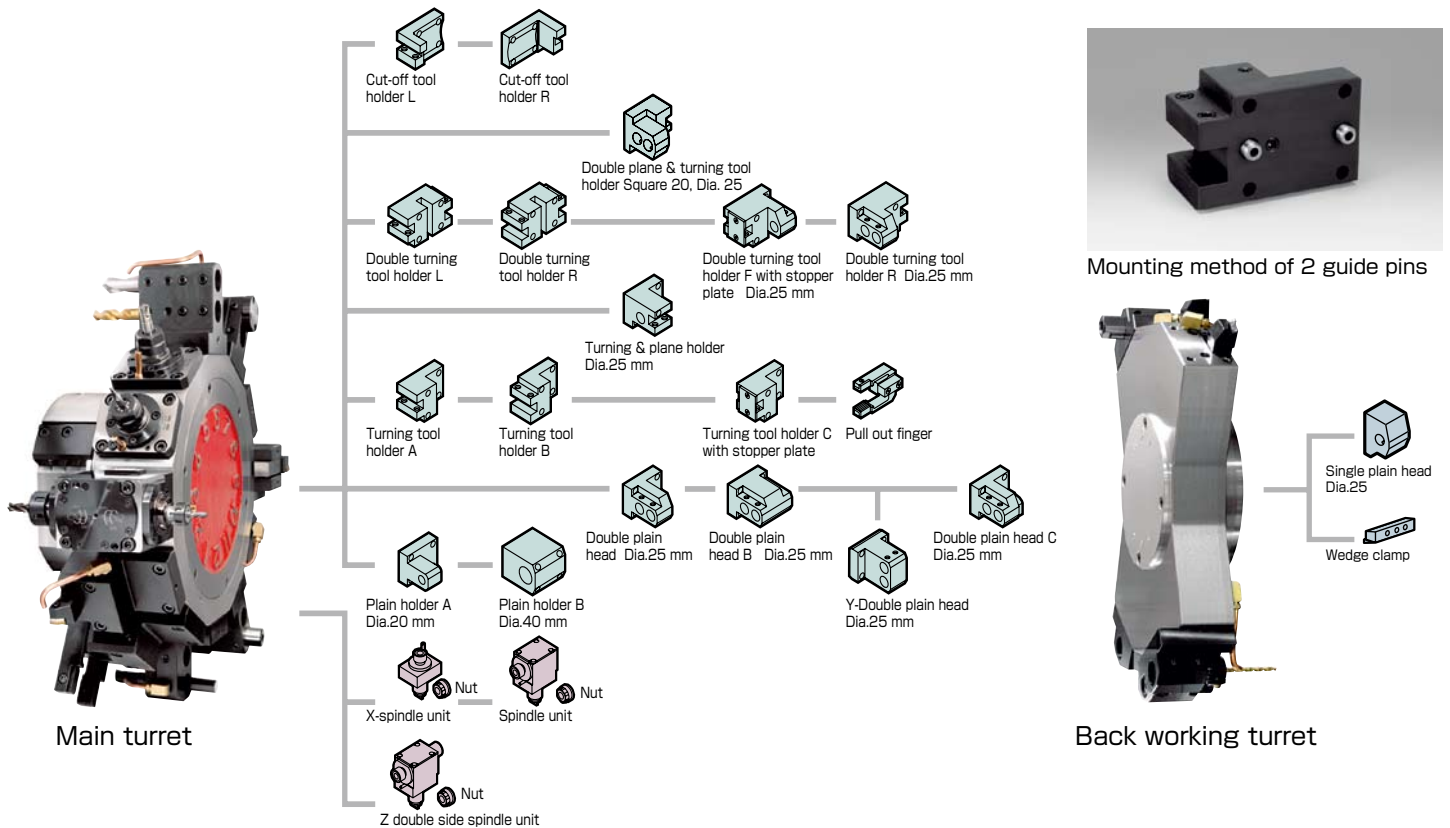 Cut-off tool
holder L
Cut-off tool
holder R
Double plane & turning tool
holder Square 20, Dia. 25
Double turning
tool holder L
Double turning
tool holder R
Double turning tool
holder F with stopper
plate Dia.25 mm
Double turning tool
holder R Dia.25 mm
Turning & plane holder
Dia.25 mm
Turning tool
holder A
Turning tool
holder B
Turning tool holder C
with stopper plate
Pull out finger
Double plain
head Dia.25 mm
Double plain
head B Dia.25 mm
Double plain head C
Dia.25 mm
Y-Double plain head
Dia.25 mm
Plain holder A
Dia.20 mm
Plain holder B
Dia.40 mm
Nut
X-spindle unit
Nut
Spindle unit
Nut
Z double side spindle unit
Main turret
Mounting method of 2 guide pins
Single plain head
Dia.25
Wedge clamp
Back working turret